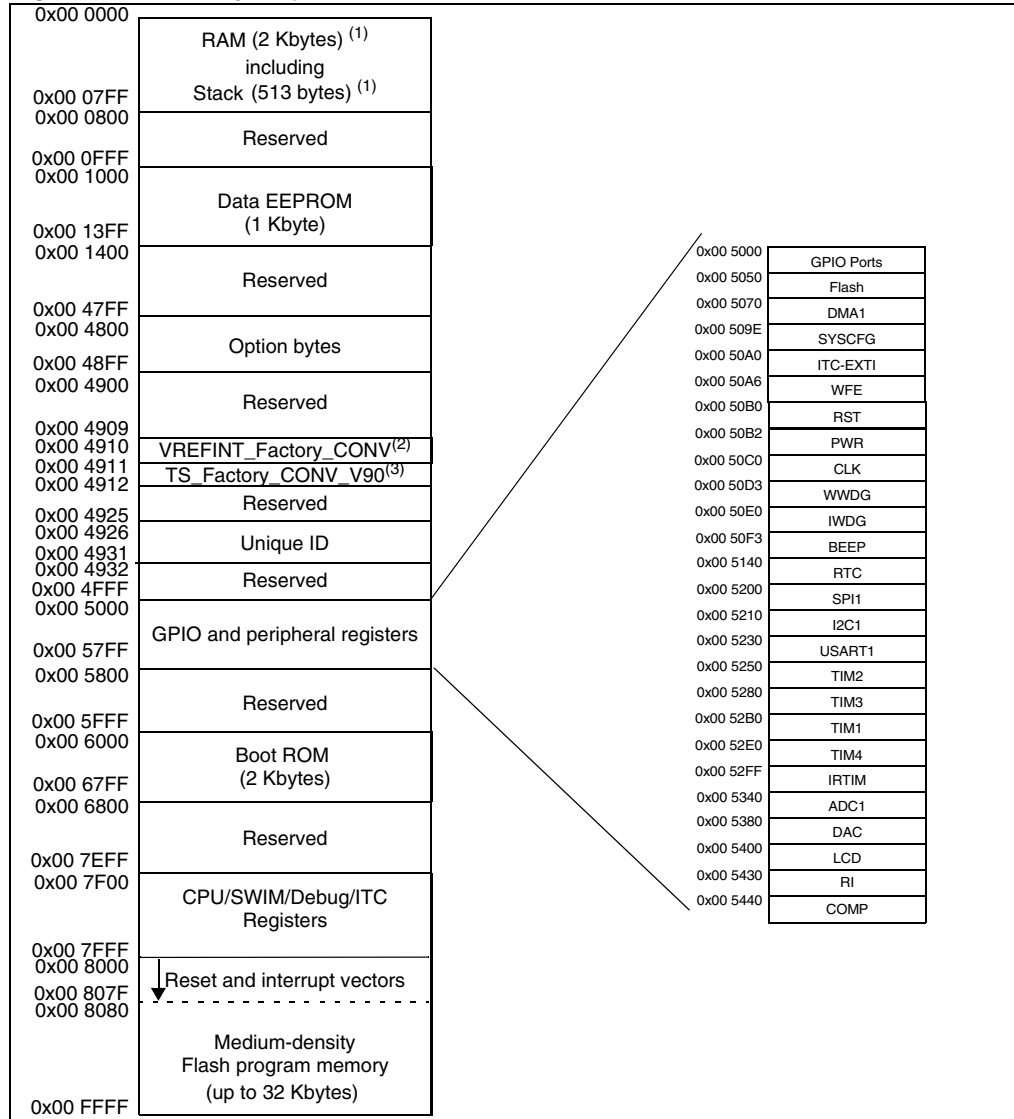 0x00 0000
RAM (2 Kbytes) (1)
including
Stack (513 bytes) (1)
0x00 07FF
0x00 0800
Reserved
0x00 0FFF
0x00 1000
Data EEPROM
(1 Kbyte)
0x00 13FF
0x00 1400
Reserved
0x00 47FF
0x00 4800
Option bytes
0x00 48FF
0x00 4900
Reserved
0x00 4909
0x00 4910
VREFINT_Factory_CONV(2)
0x00 4911
TS_Factory_CONV_V90(3)
0x00 4912
Reserved
0x00 4925
0x00 4926
Unique ID
0x00 4931
0x00 4932
Reserved
0x00 4FFF
0x00 5000
GPIO and peripheral registers
0x00 57FF
0x00 5800
Reserved
0x00 5FFF
0x00 6000
Boot ROM
(2 Kbytes)
0x00 67FF
0x00 6800
Reserved
0x00 7EFF
0x00 7F00
CPU/SWIM/Debug/ITC
Registers
0x00 7FFF
0x00 8000
Reset and interrupt vectors
0x00 807F
0x00 8080
Medium-density
Flash program memory
(up to 32 Kbytes)
0x00 FFFF
0x00 5000
GPIO Ports
0x00 5050
Flash
0x00 5070
DMA1
0x00 509E
SYSCFG
0x00 50A0
ITC-EXTI
0x00 50A6
WFE
0x00 50B0
RST
0x00 50B2
PWR
0x00 50C0
CLK
0x00 50D3
WWDG
0x00 50E0
IWDG
0x00 50F3
BEEP
0x00 5140
RTC
0x00 5200
SPI1
0x00 5210
I2C1
0x00 5230
USART1
0x00 5250
TIM2
0x00 5280
TIM3
0x00 52B0
TIM1
0x00 52E0
TIM4
0x00 52FF
IRTIM
0x00 5340
ADC1
0x00 5380
DAC
0x00 5400
LCD
0x00 5430
RI
0x00 5440
COMP